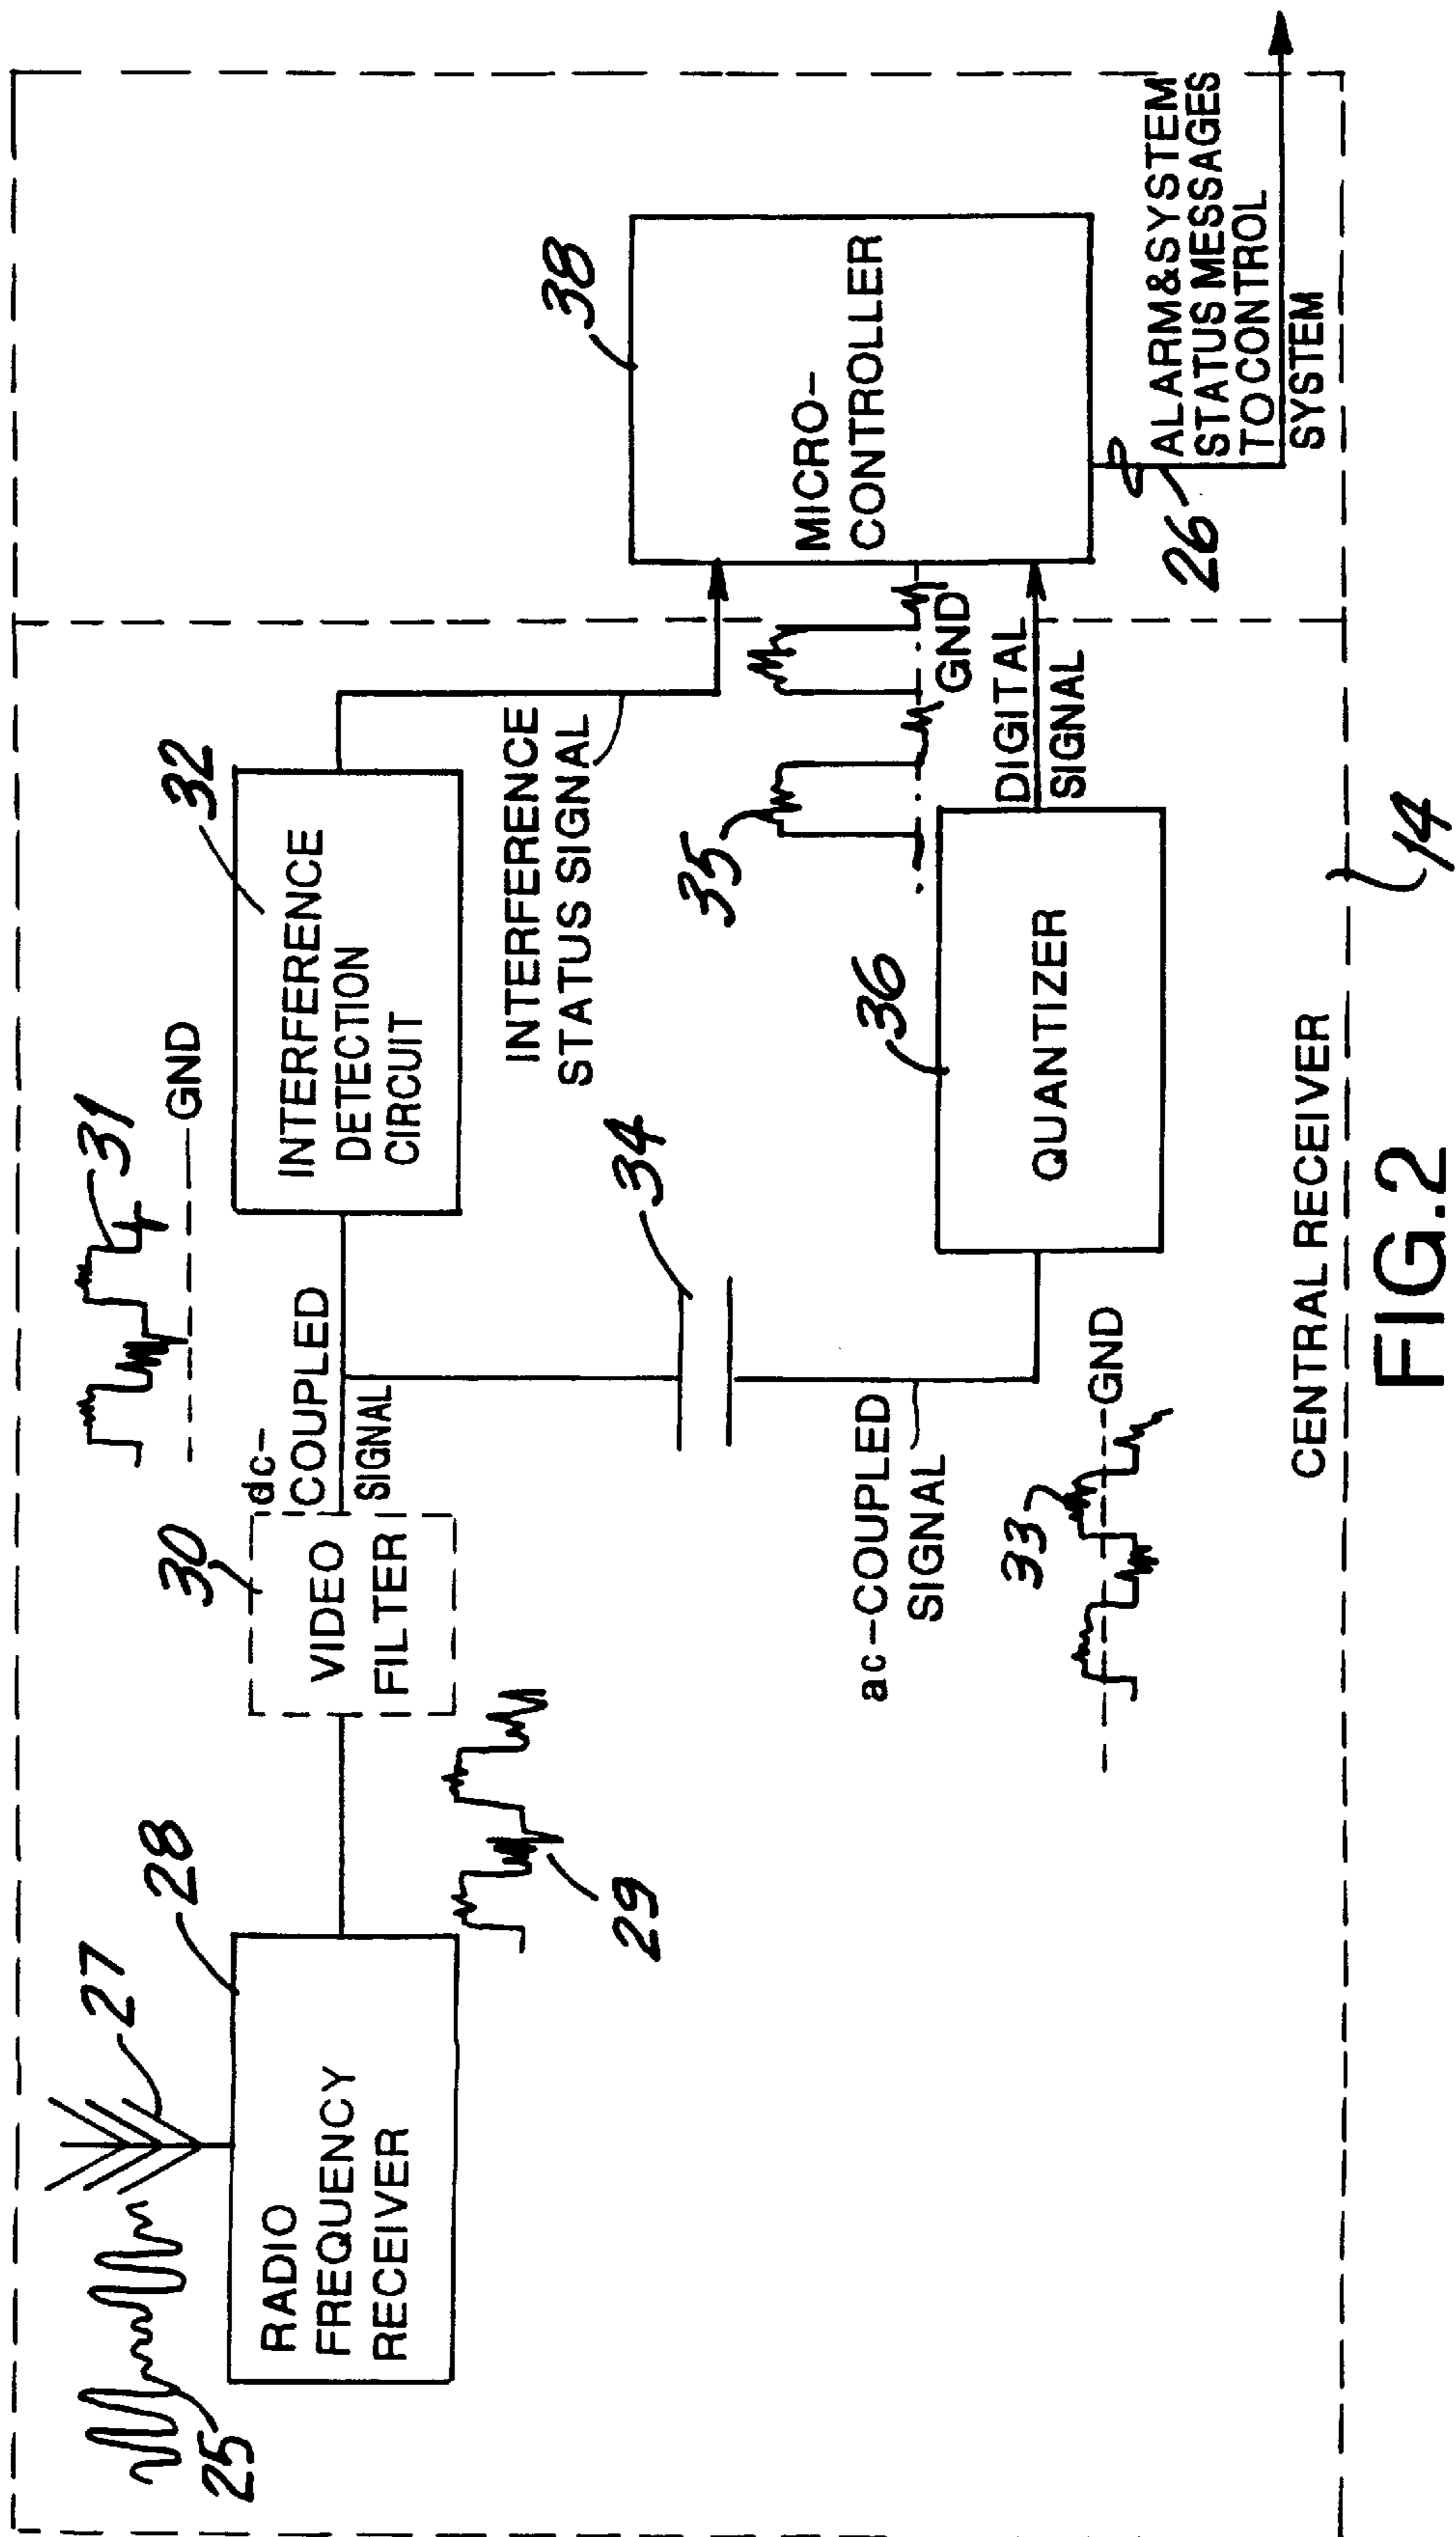 25
27
28
RADIO
FREQUENCY
RECEIVER
29
30
VIDEO
FILTER
dc-
COUPLED
SIGNAL
31
GND
32
INTERFERENCE
DETECTION
CIRCUIT
INTERFERENCE
STATUS SIGNAL
34
ac-COUPLED
SIGNAL
33
GND
36
QUANTIZER
35
GND
DIGITAL
SIGNAL
38
MICRO-
CONTROLLER
26
ALARM&SYSTEM
STATUS MESSAGES
TO CONTROL
SYSTEM
CENTRAL RECEIVER
14
FIG.2